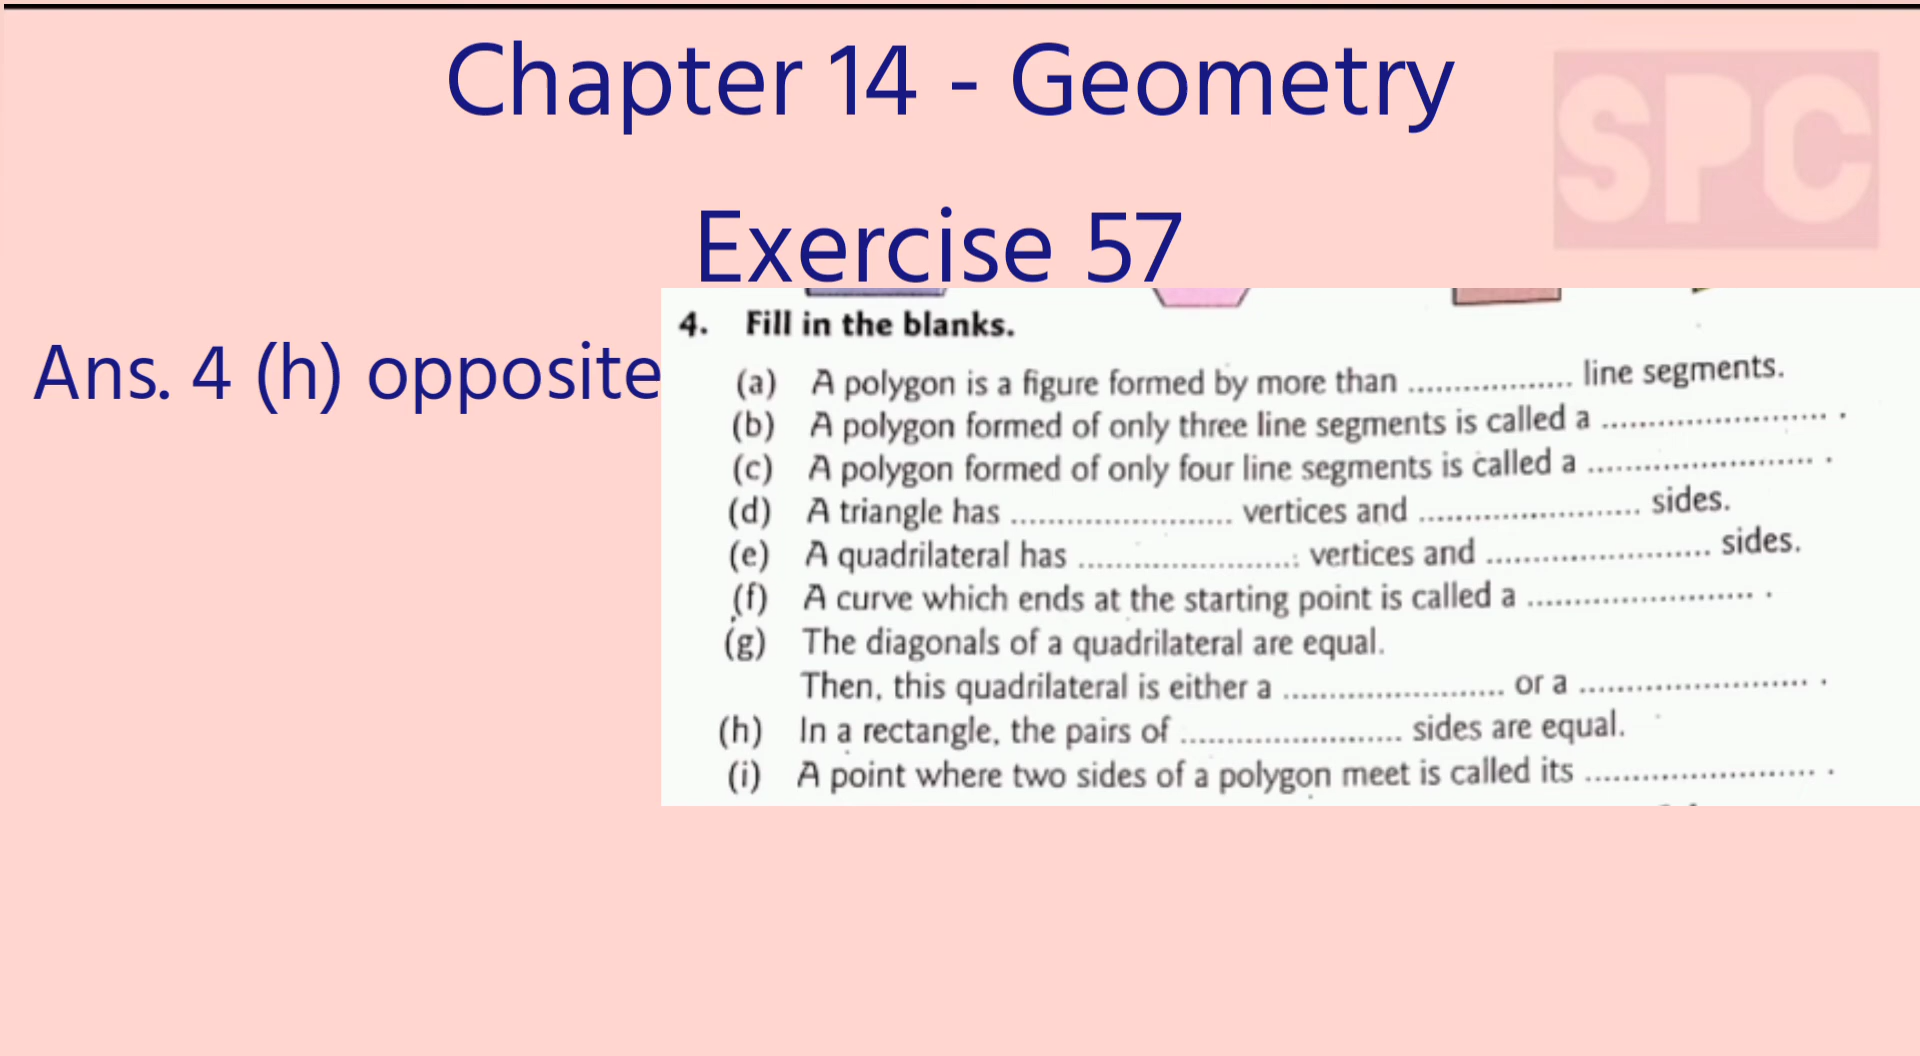 Chapter 14 - Geometry
SPC
Exercise 57
Ans. 4 (h) opposite
4. Fill in the blanks.
(a) A polygon is a figure formed by more than .................. line segments.
(b) A polygon formed of only three line segments is called a ........................ .
(c) A polygon formed of only four line segments is called a ........................ .
(d) A triangle has ........................ vertices and ........................ sides.
(e) A quadrilateral has ........................ vertices and ........................ sides.
(f) A curve which ends at the starting point is called a ........................ .
(g) The diagonals of a quadrilateral are equal.
Then, this quadrilateral is either a ........................ or a ........................ .
(h) In a rectangle, the pairs of ........................ sides are equal.
(i) A point where two sides of a polygon meet is called its ........................ .